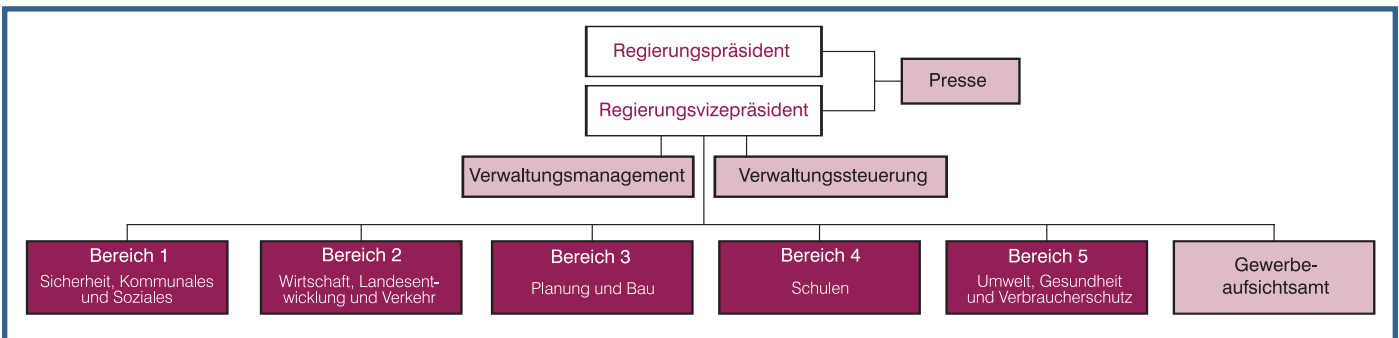 Regierungspräsident
Presse
Regierungsvizepräsident
Verwaltungsmanagement
Verwaltungssteuerung
Bereich 1
Sicherheit, Kommunales
und Soziales
Bereich 2
Wirtschaft, Landesent-
wicklung und Verkehr
Bereich 3
Planung und Bau
Bereich 4
Schulen
Bereich 5
Umwelt, Gesundheit
und Verbraucherschutz
Gewerbe-
aufsichtsamt